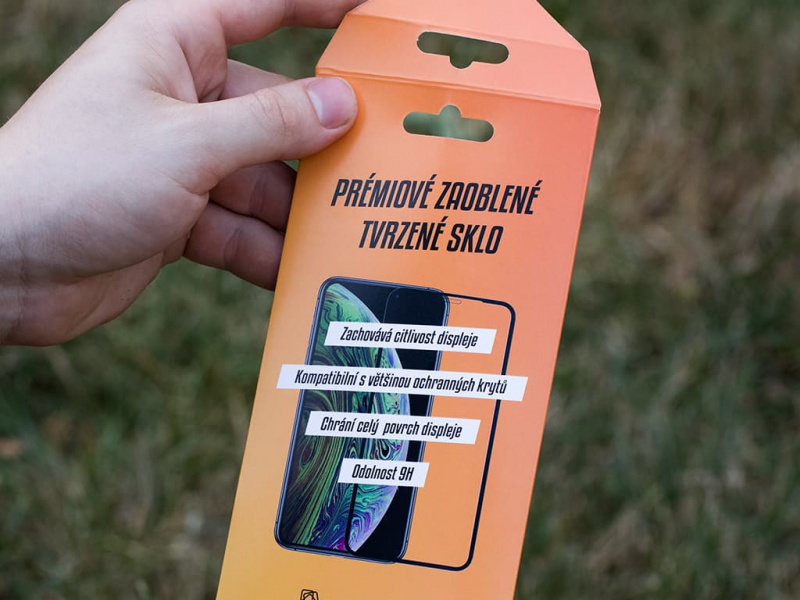 PRÉMIOVÉ ZAOBLENÉ
TVRZENÉ SKLO
Zachovává citlivost displeje
Kompatibilní s většinou ochranných krytů
Chrání celý povrch displeje
Odolnost 9H